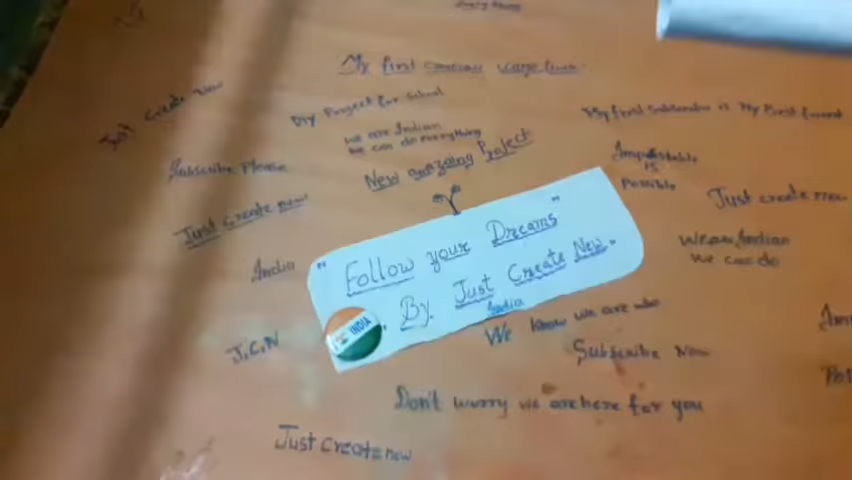 My first
Just Create New
DIY Project for School
My first Subscriber is My Best friend
we are Indian
we can do everything
New amazing Project
Impossible
is
Possible
Subscribe Please
Just create new
Just create new
"Follow your Dreams"
By. Just Create New."
India
We are Indian
we can do
India
INDIA
We know we are who
J.C.N
Subscribe Now
Don't worry we are here for you
Just create new